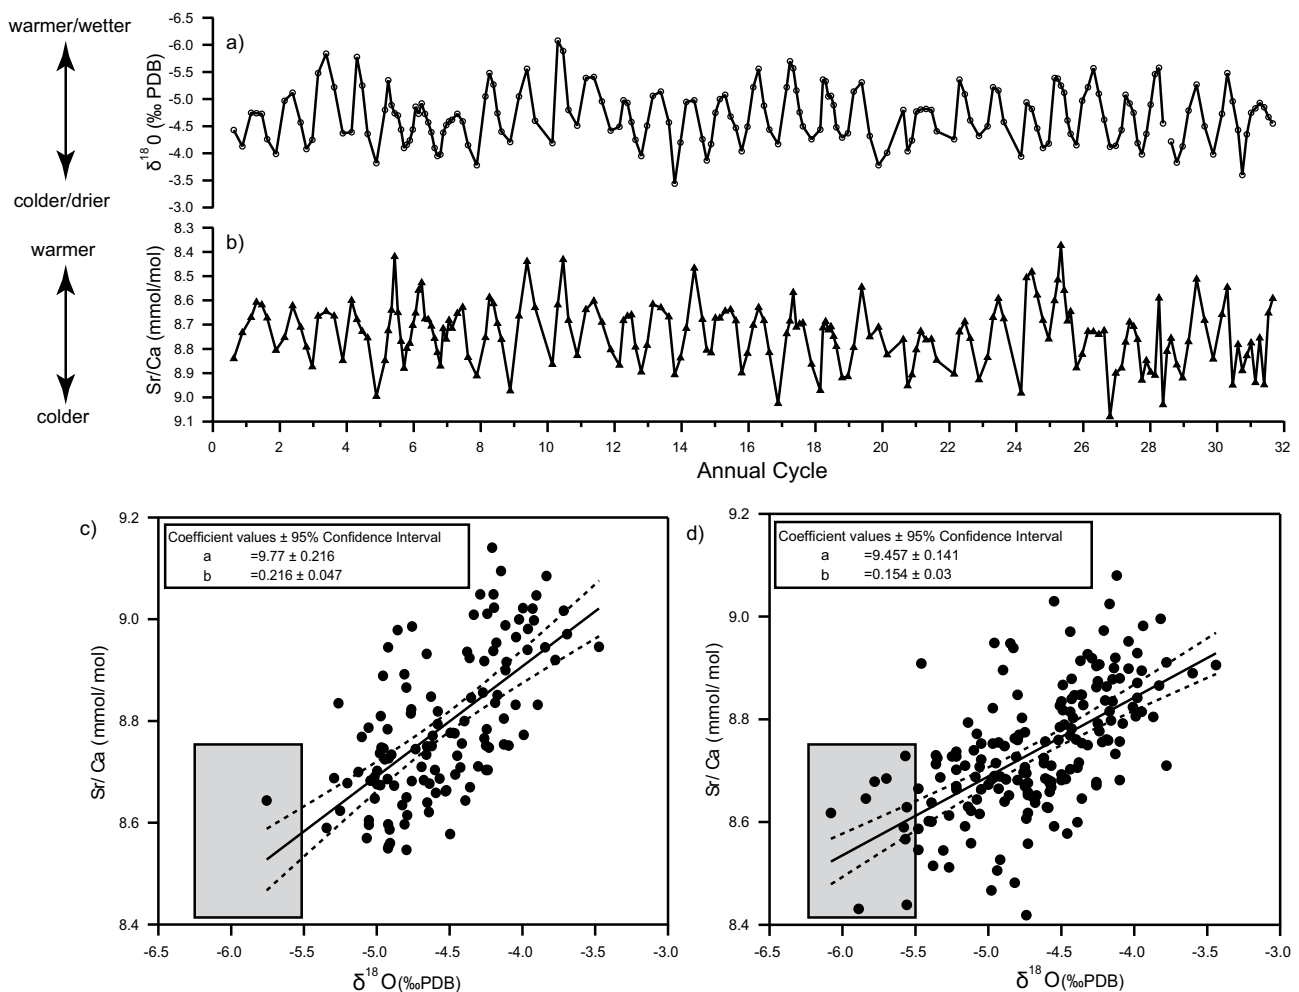 warmer/wetter
colder/drier
a)
δ18 0 (‰ PDB)
-6.5
-6.0
-5.5
-5.0
-4.5
-4.0
-3.5
-3.0
warmer
colder
b)
Sr/Ca (mmol/mol)
8.3
8.4
8.6
8.7
8.8
8.9
9.0
9.1
0 2 4 6 8 10 12 14 16 18 20 22 24 26 28 30 32
Annual Cycle
c)
Coefficient values ± 95% Confidence Interval
a =9.77 ± 0.216
b =0.216 ± 0.047
Sr/ Ca ( mmol/ mol)
9.2
9.0
8.8
8.6
8.4
-6.5 -6.0 -5.5 -5.0 -4.5 -4.0 -3.5 -3.0
δ18 O(‰PDB)
d)
Coefficient values ± 95% Confidence Interval
a =9.457 ± 0.141
b =0.154 ± 0.03
Sr/ Ca ( mmol/ mol)
9.2
9.0
8.8
8.6
8.4
-6.5 -6.0 -5.5 -5.0 -4.5 -4.0 -3.5 -3.0
δ18 O(‰PDB)